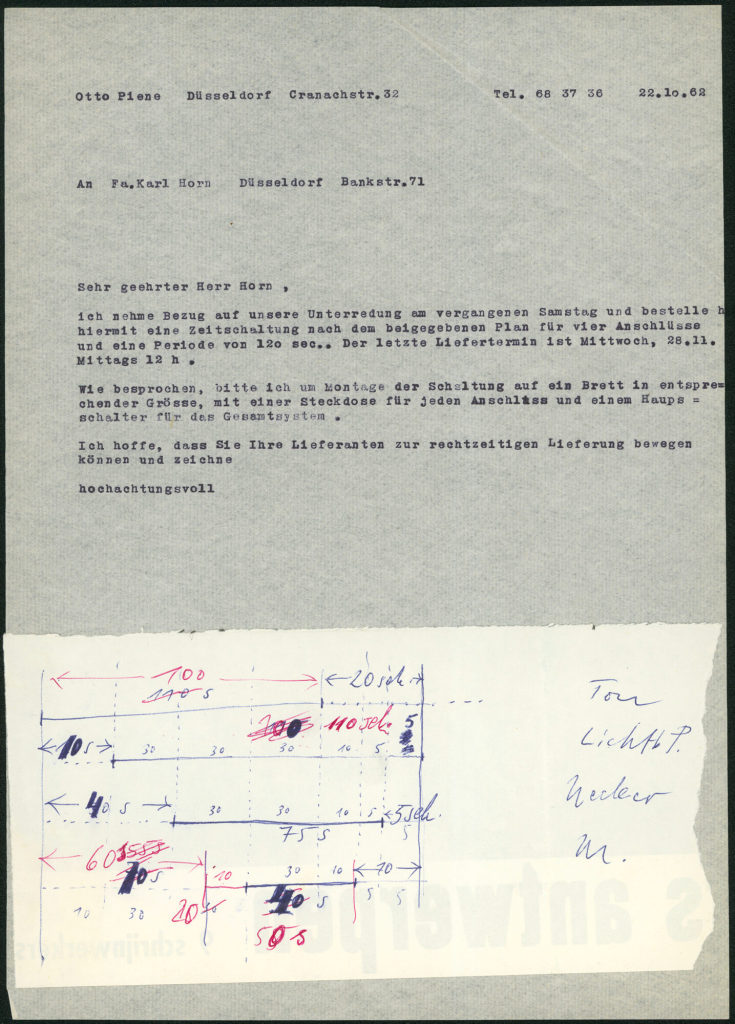 Otto Piene Düsseldorf Cranachstr.32 Tel. 68 37 36 22.1o.62
An Fa.Karl Horn Düsseldorf Bankstr.71
Sehr geehrter Herr Horn ,
ich nehme Bezug auf unsere Unterredung am vergangenen Samstag und bestelle h
hiermit eine Zeitschaltung nach dem beigegebenen Plan für vier Anschlüsse
und eine Periode von 12o sec.. Der letzte Liefertermin ist Mittwoch, 28.11.
Mittags 12 h .
Wie besprochen, bitte ich um Montage der Schaltung auf ein Brett in entspre=
chender Grösse, mit einer Steckdose für jeden Anschluss und einem Haups =
schalter für das Gesamtsystem .
Ich hoffe, dass Sie Ihre Lieferanten zur rechtzeitigen Lieferung bewegen
können und zeichne
hochachtungsvoll
100 20 sek.
110 s
100 110 sek. 5
10 s 30 30 30 10 5
40 s 30 30 10 5 5 sek.
75 s 5
60 10 30 10 10
70 s 40 s 5 5
10 30 20
50 s
Ton
Licht P.
Necker
M.
s antwerpen
schrijnwerkers